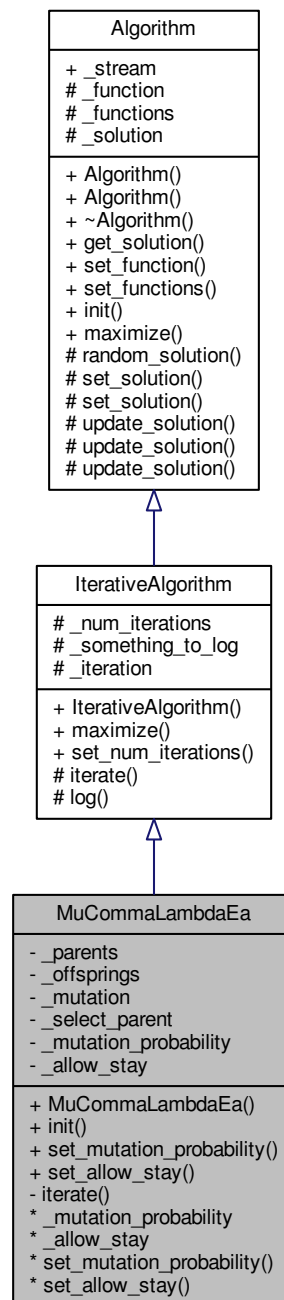 Algorithm
+ _stream
# _function
# _functions
# _solution
+ Algorithm()
+ Algorithm()
+ ~Algorithm()
+ get_solution()
+ set_function()
+ set_functions()
+ init()
+ maximize()
# random_solution()
# set_solution()
# set_solution()
# update_solution()
# update_solution()
# update_solution()
IterativeAlgorithm
# _num_iterations
# _something_to_log
# _iteration
+ IterativeAlgorithm()
+ maximize()
+ set_num_iterations()
# iterate()
# log()
MuCommaLambdaEa
- _parents
- _offsprings
- _mutation
- _select_parent
- _mutation_probability
- _allow_stay
+ MuCommaLambdaEa()
+ init()
+ set_mutation_probability()
+ set_allow_stay()
- iterate()
* _mutation_probability
* _allow_stay
* set_mutation_probability()
* set_allow_stay()